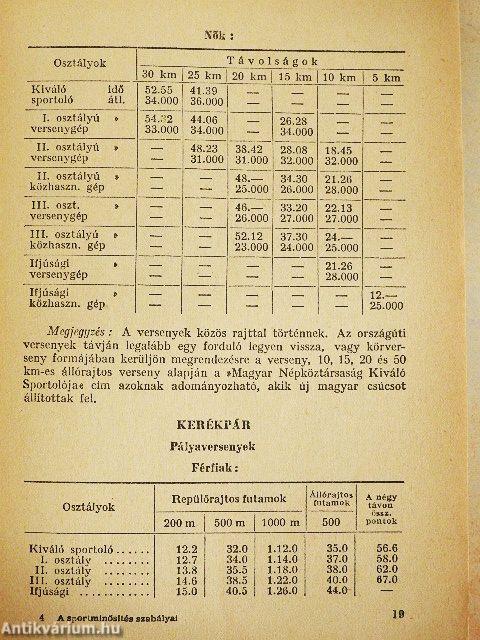 Nők :
Osztályok Távolságok
30 km 25 km 20 km 15 km 10 km 5 km
Kiváló idő 52.55 41.39 — — — —
sportoló átl. 34.000 36.000 — — — —
I. osztályú » 54.32 44.06 — 26.28 — —
versenygép 33.000 34.000 — 34.000 — —
II. osztályú » — 48.23 38.42 28.08 18.45 —
versenygép — 31.000 31.000 32.000 32.000 —
II. osztályú » — — 48.— 34.30 21.26 —
közhaszn. gép — — 25.000 26.000 28.000 —
III. oszt. » — — 46.— 33.20 22.13 —
versenygép — — 26.000 27.000 27.000 —
III. osztályú » — — 52.12 37.30 24.— —
közhaszn. gép — — 23.000 24.000 25.000 —
Ifjúsági » — — — — 21.26 —
versenygép — — — — 28.000 —
Ifjúsági » — — — — — 12.—
közhaszn. gép — — — — — 25.000
Megjegyzés : A versenyek közös rajttal történnek. Az országúti
versenyek távján legalább egy forduló legyen vissza, vagy körver-
seny formájában kerüljön megrendezésre a verseny, 10, 15, 20 és 50
km-es állórajtos verseny alapján a »Magyar Népköztársaság Kiváló
Sportolója« cím azoknak adományozható, akik új magyar csúcsot
állítottak fel.
KERÉKPÁR
Pályaversenyek
Férfiak :
Osztályok Repülőrajtos futamok Állórajtos futamok A négy távon össz. pontok
200 m 500 m 1000 m 500
Kiváló sportoló...... 12.2 32.0 1.12.0 35.0 56.6
I. osztály ........ 12.7 34.0 1.14.0 37.0 58.0
II. osztály ........ 13.8 35.5 1.18.0 38.0 62.0
III. osztály ........ 14.6 38.5 1.22.0 40.0 67.0
Ifjúsági ........ 15.0 40.5 1.26.0 44.0 —
4 A sportminősítés szabályai 19
Antikvárium.hu